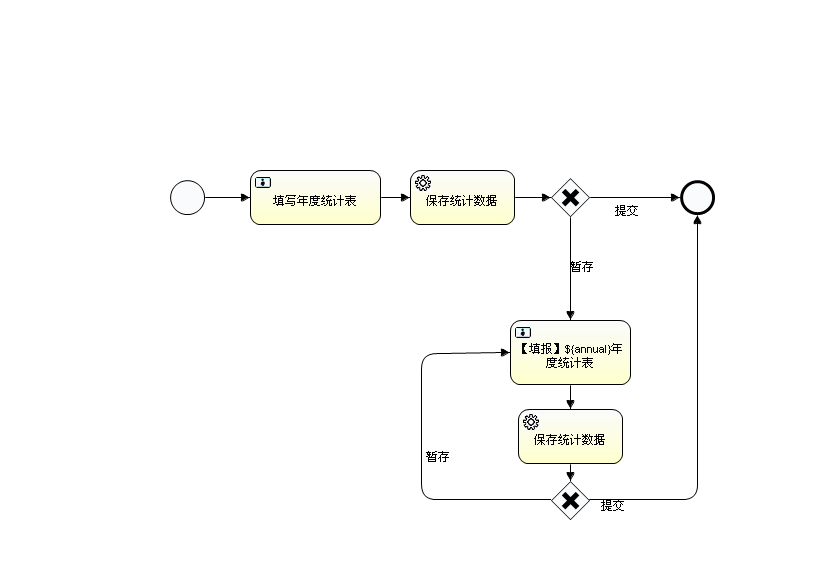 填写年度统计表
保存统计数据
提交
暂存
【填报】${annual}年
度统计表
保存统计数据
暂存
提交